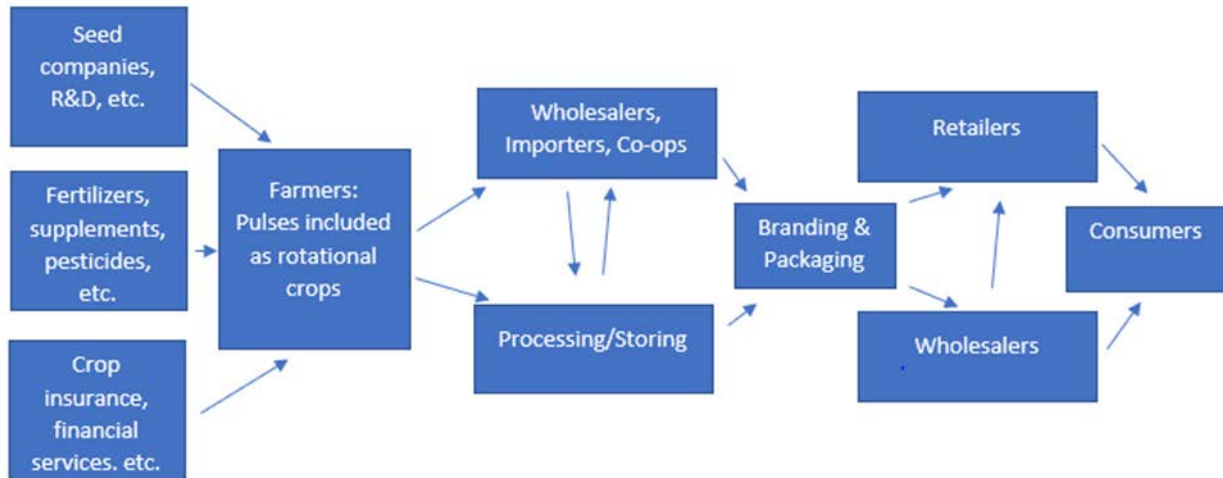 Seed
companies,
R&D, etc.
Fertilizers,
supplements,
pesticides,
etc.
Crop
insurance,
financial
services. etc.
Farmers:
Pulses included
as rotational
crops
Wholesalers,
Importers, Co-ops
Processing/Storing
Branding &
Packaging
Retailers
Wholesalers
Consumers